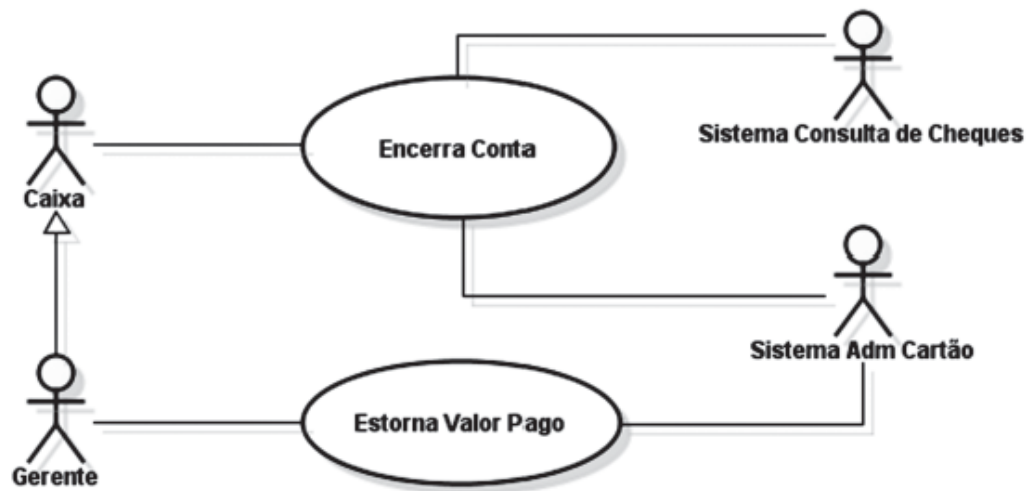 Encerra Conta
Sistema Consulta de Cheques
Caixa
Sistema Adm Cartão
Estorna Valor Pago
Gerente